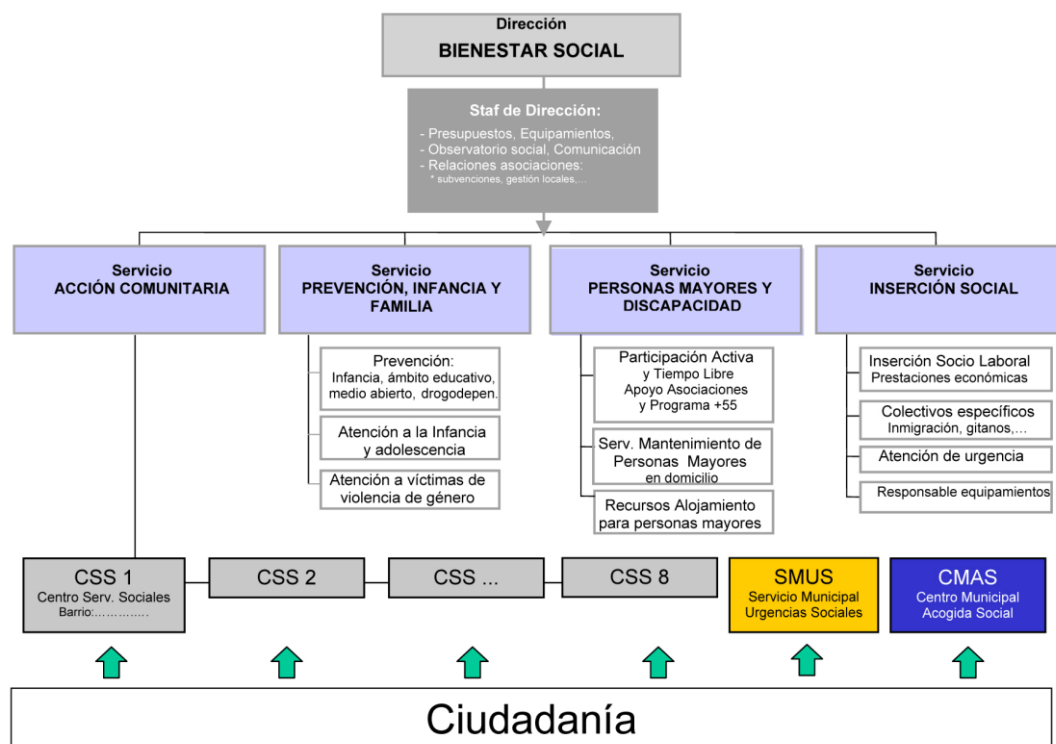 Dirección
BIENESTAR SOCIAL
Staf de Dirección:
- Presupuestos, Equipamientos,
- Observatorio social, Comunicación
- Relaciones asociaciones:
* subvenciones, gestión locales,...
Servicio
ACCIÓN COMUNITARIA
Servicio
PREVENCIÓN, INFANCIA Y
FAMILIA
Servicio
PERSONAS MAYORES Y
DISCAPACIDAD
Servicio
INSERCIÓN SOCIAL
Prevención:
Infancia, ámbito educativo,
medio abierto, drogodepen.
Atención a la Infancia
y adolescencia
Atención a víctimas de
violencia de género
Participación Activa
y Tiempo Libre
Apoyo Asociaciones
y Programa +55
Serv. Mantenimiento de
Personas Mayores
en domicilio
Recursos Alojamiento
para personas mayores
Inserción Socio Laboral
Prestaciones económicas
Colectivos específicos
Inmigración, gitanos,...
Atención de urgencia
Responsable equipamientos
CSS 1
Centro Serv. Sociales
Barrio:..............
CSS 2
CSS ...
CSS 8
SMUS
Servicio Municipal
Urgencias Sociales
CMAS
Centro Municipal
Acogida Social
Ciudadanía